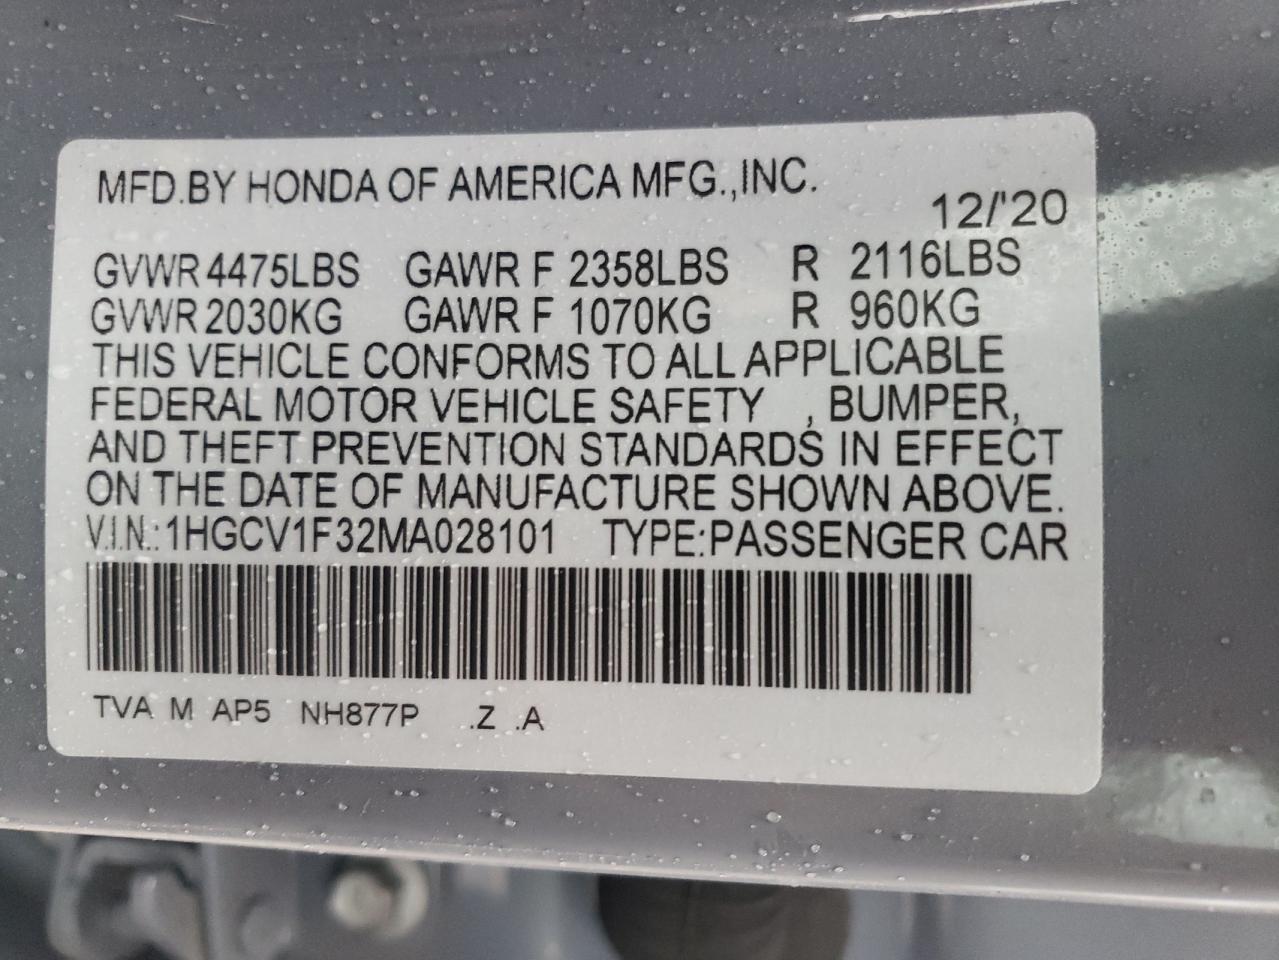 MFD.BY HONDA OF AMERICA MFG.,INC.
12/'20
GVWR 4475LBS GAWR F 2358LBS R 2116LBS
GVWR 2030KG GAWR F 1070KG R 960KG
THIS VEHICLE CONFORMS TO ALL APPLICABLE
FEDERAL MOTOR VEHICLE SAFETY , BUMPER,
AND THEFT PREVENTION STANDARDS IN EFFECT
ON THE DATE OF MANUFACTURE SHOWN ABOVE.
V.I.N.:1HGCV1F32MA028101 TYPE:PASSENGER CAR
TVA M AP5 NH877P .Z .A